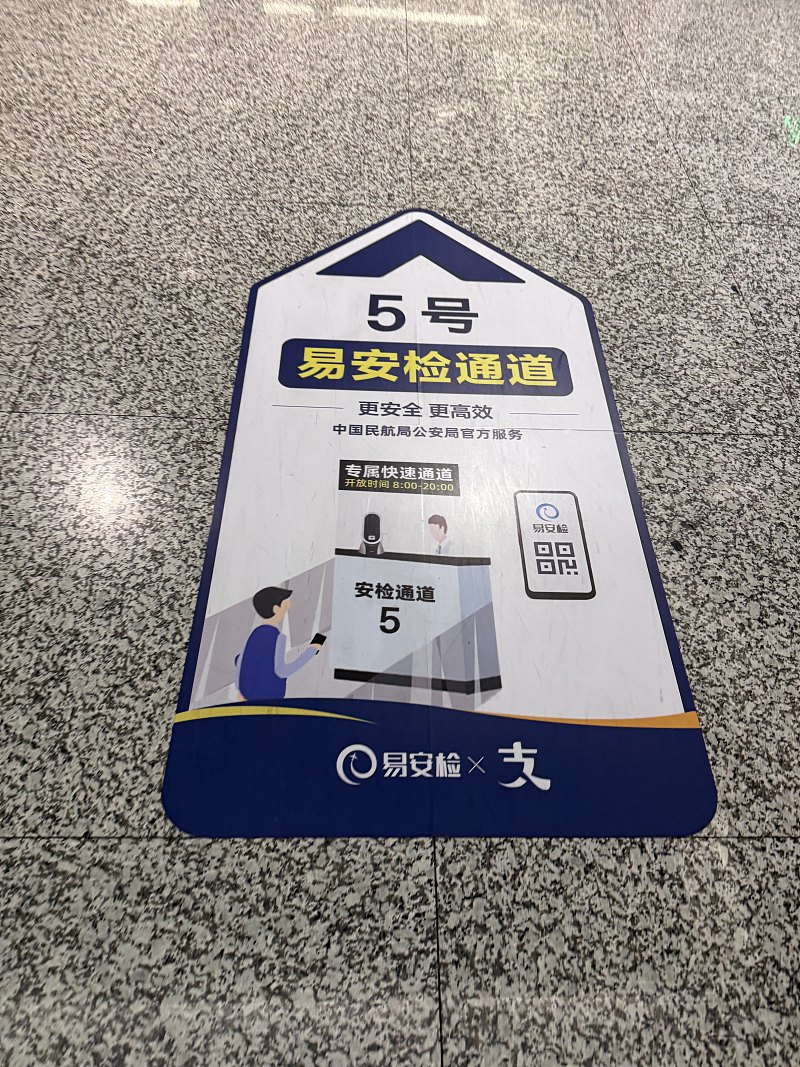 5号
易安检通道
更安全 更高效
中国民航局公安局官方服务
专属快速通道
开放时间 8:00-20:00
易安检
安检通道
5
易安检×支